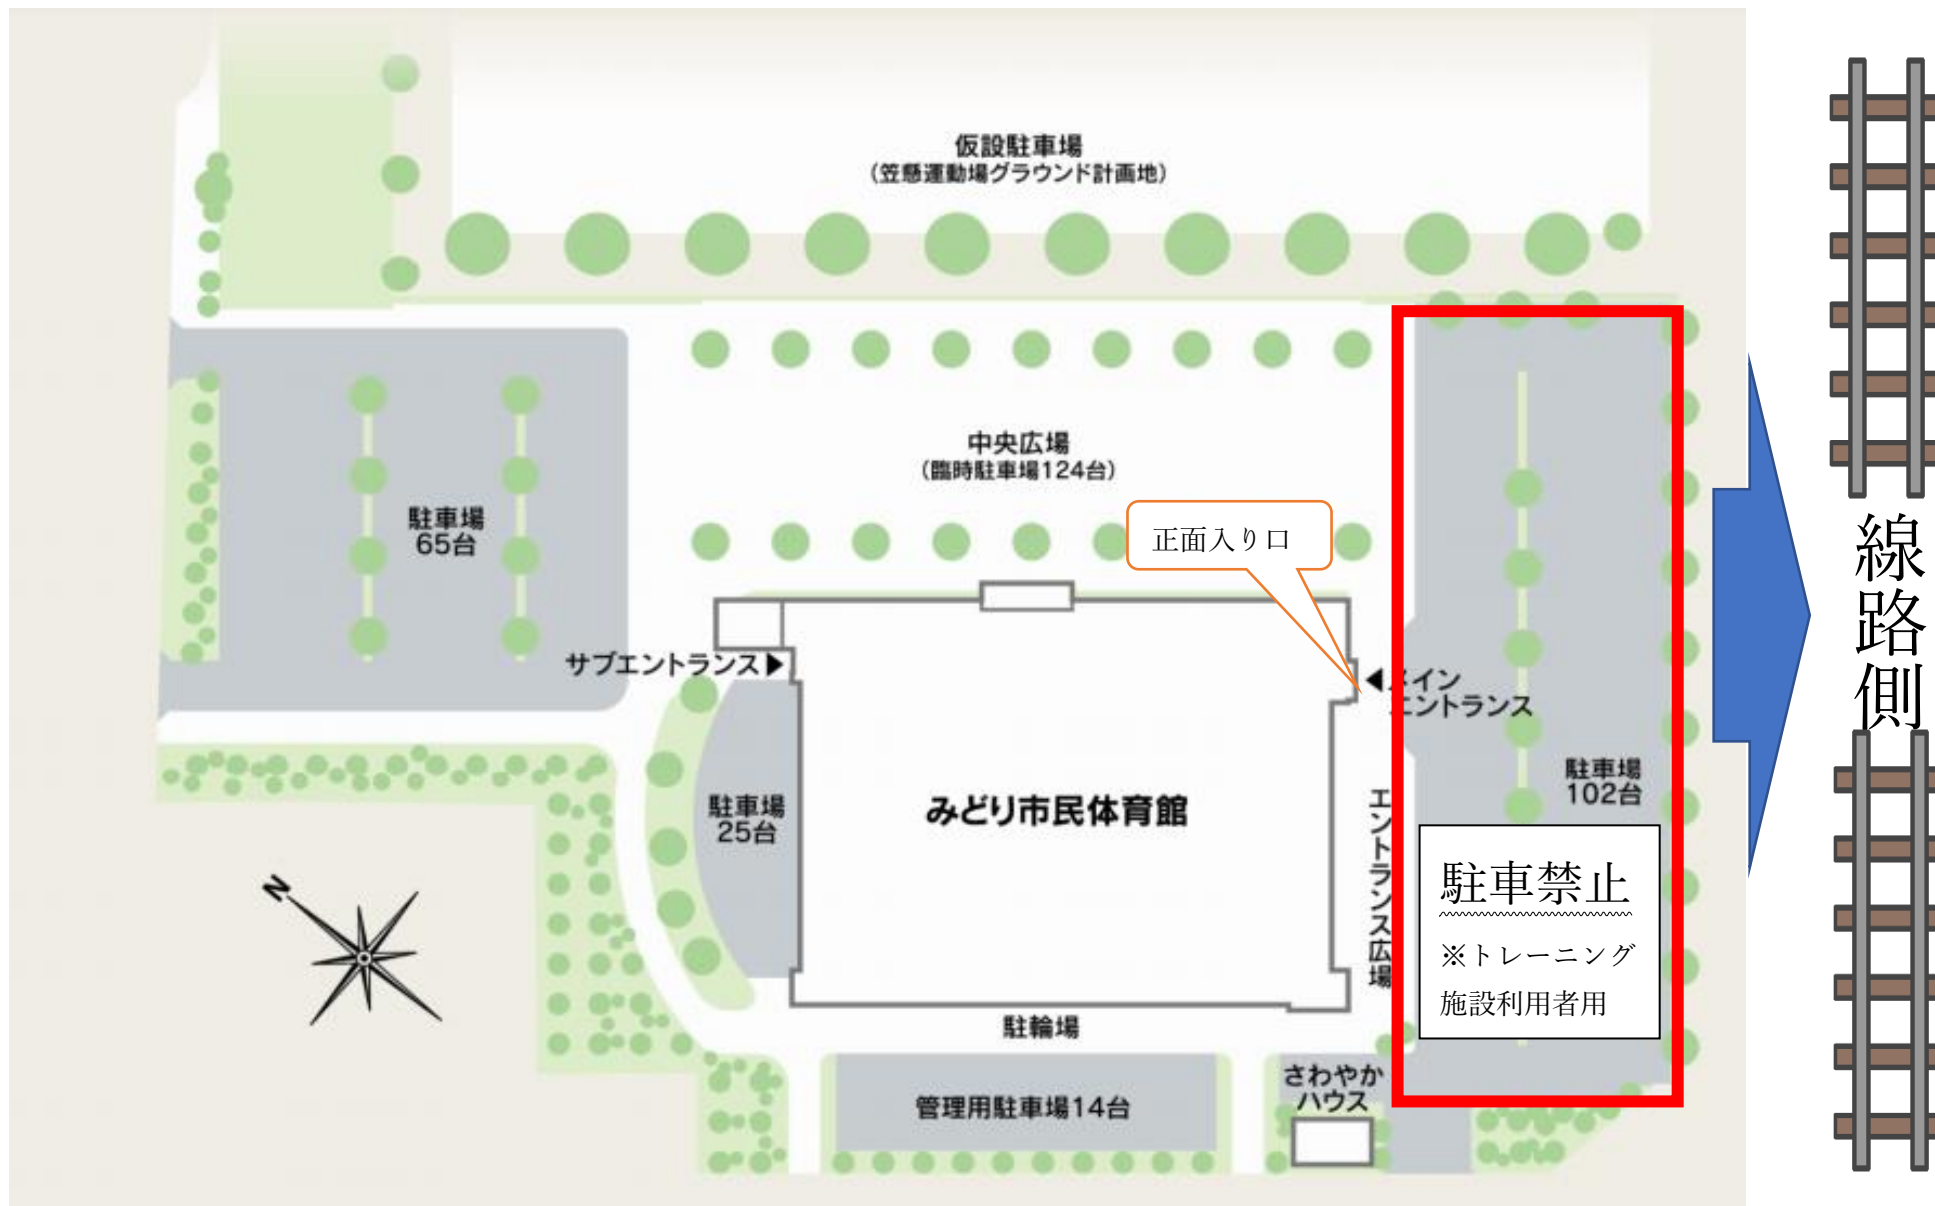 仮設駐車場
（笠懸運動場グラウンド計画地）
中央広場
（臨時駐車場124台）
正面入り口
駐車場
65台
サブエントランス▶
◀メイン
エントランス
駐車場
102台
駐車場
25台
みどり市民体育館
エントランス広場
駐車禁止
※トレーニング
施設利用者用
線路側
N
駐輪場
管理用駐車場14台
さわやか
ハウス